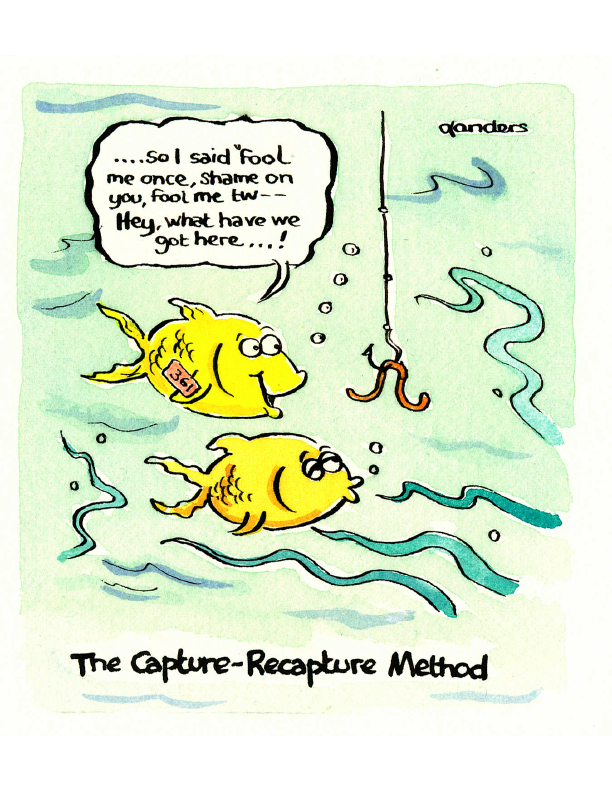 glanders
....So I said "Fool
me once, shame on
you, fool me tw--
Hey, what have we
got here...!
361
The Capture-Recapture Method